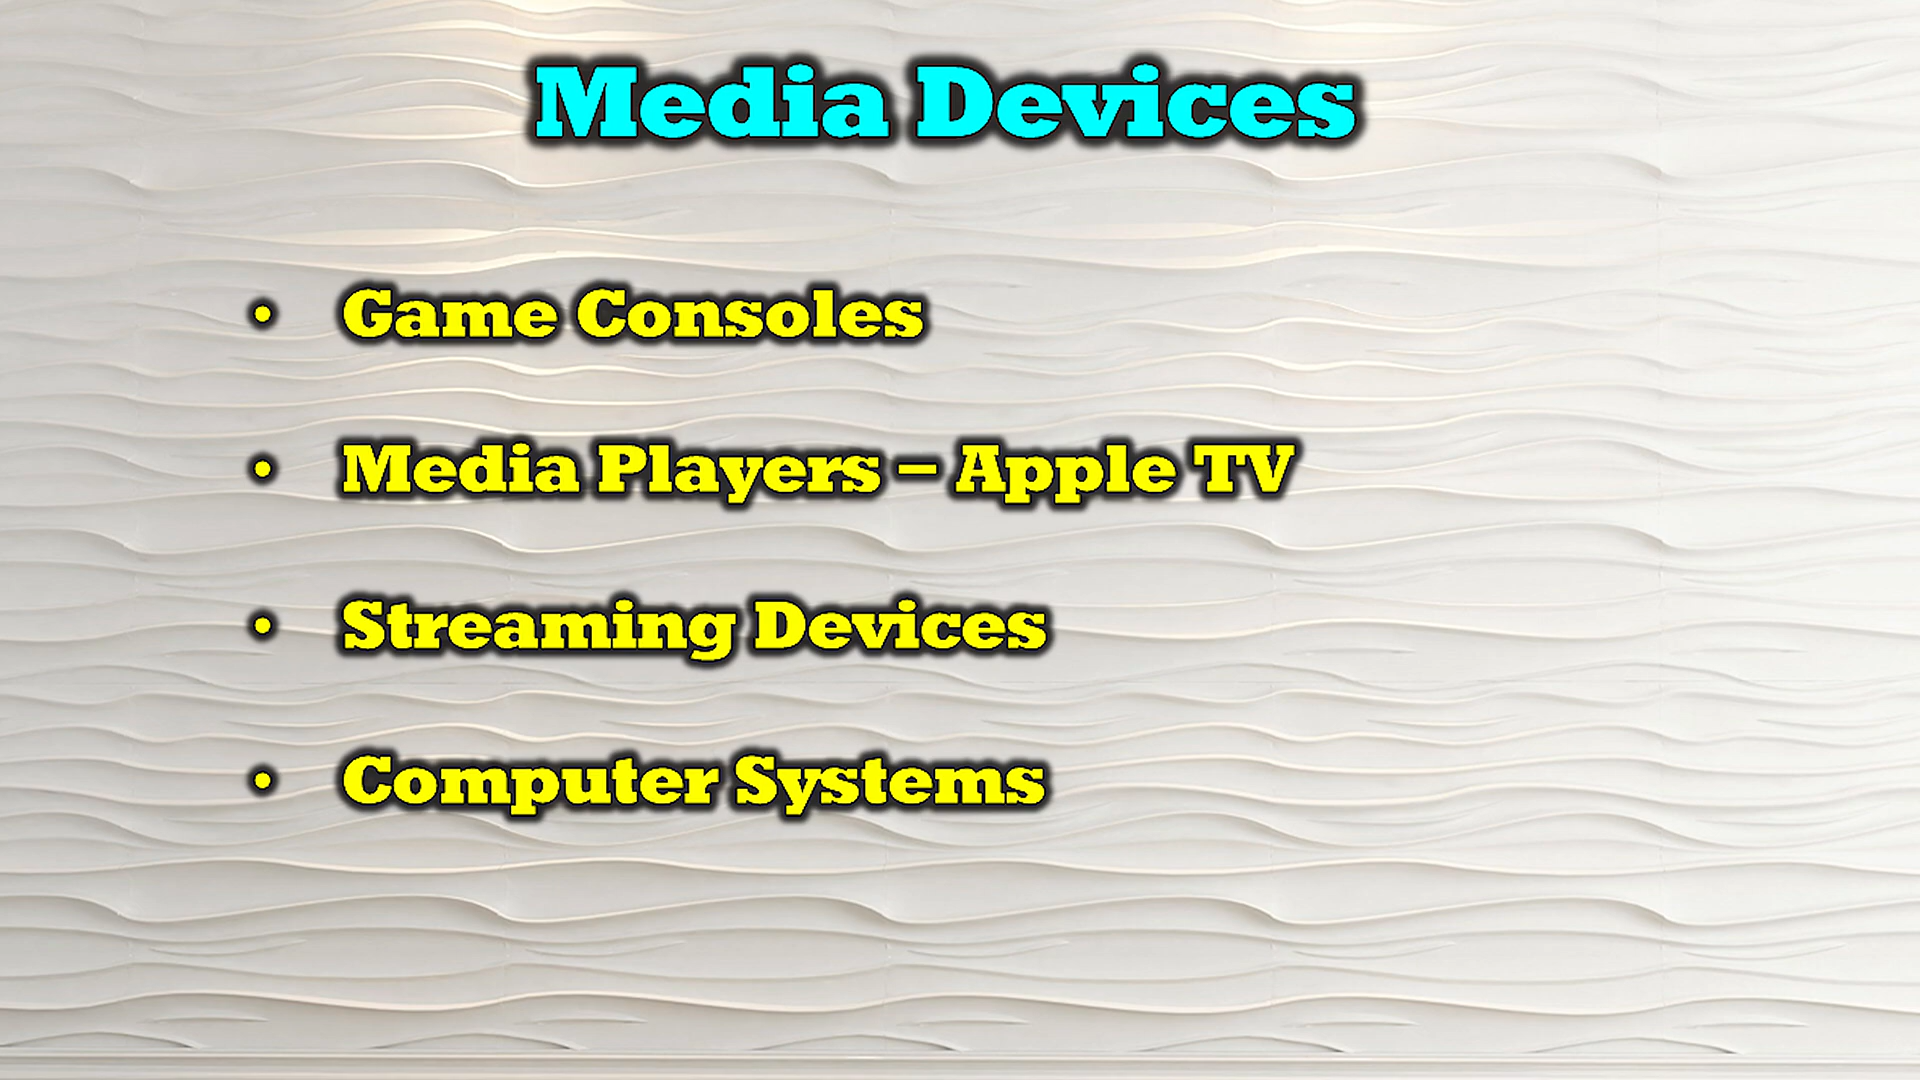 Media Devices
• Game Consoles
• Media Players – Apple TV
• Streaming Devices
• Computer Systems